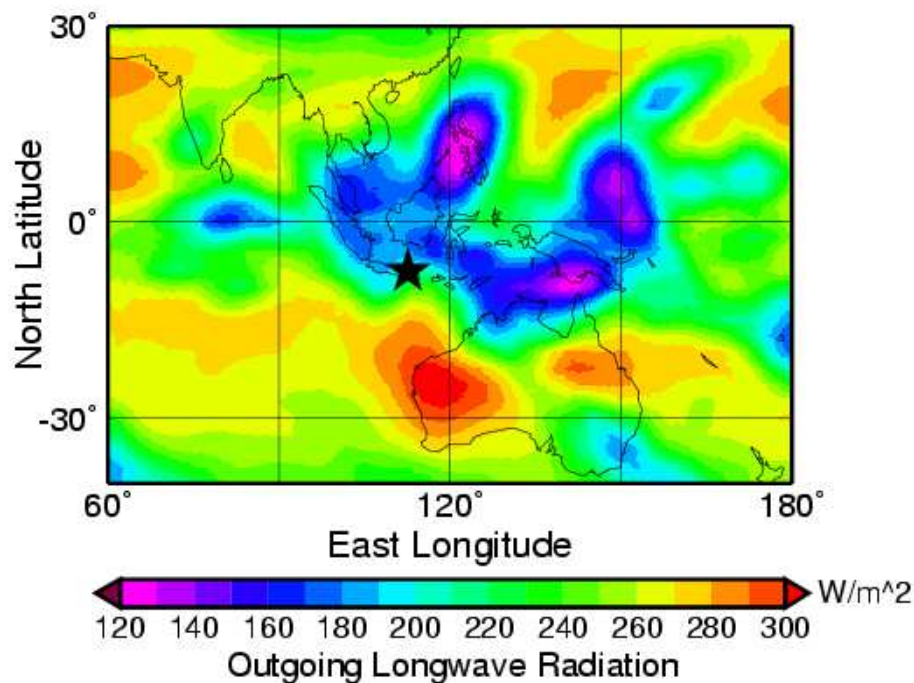 30°
North Latitude
0°
-30°
60° 120° 180°
East Longitude
W/m^2
120 140 160 180 200 220 240 260 280 300
Outgoing Longwave Radiation